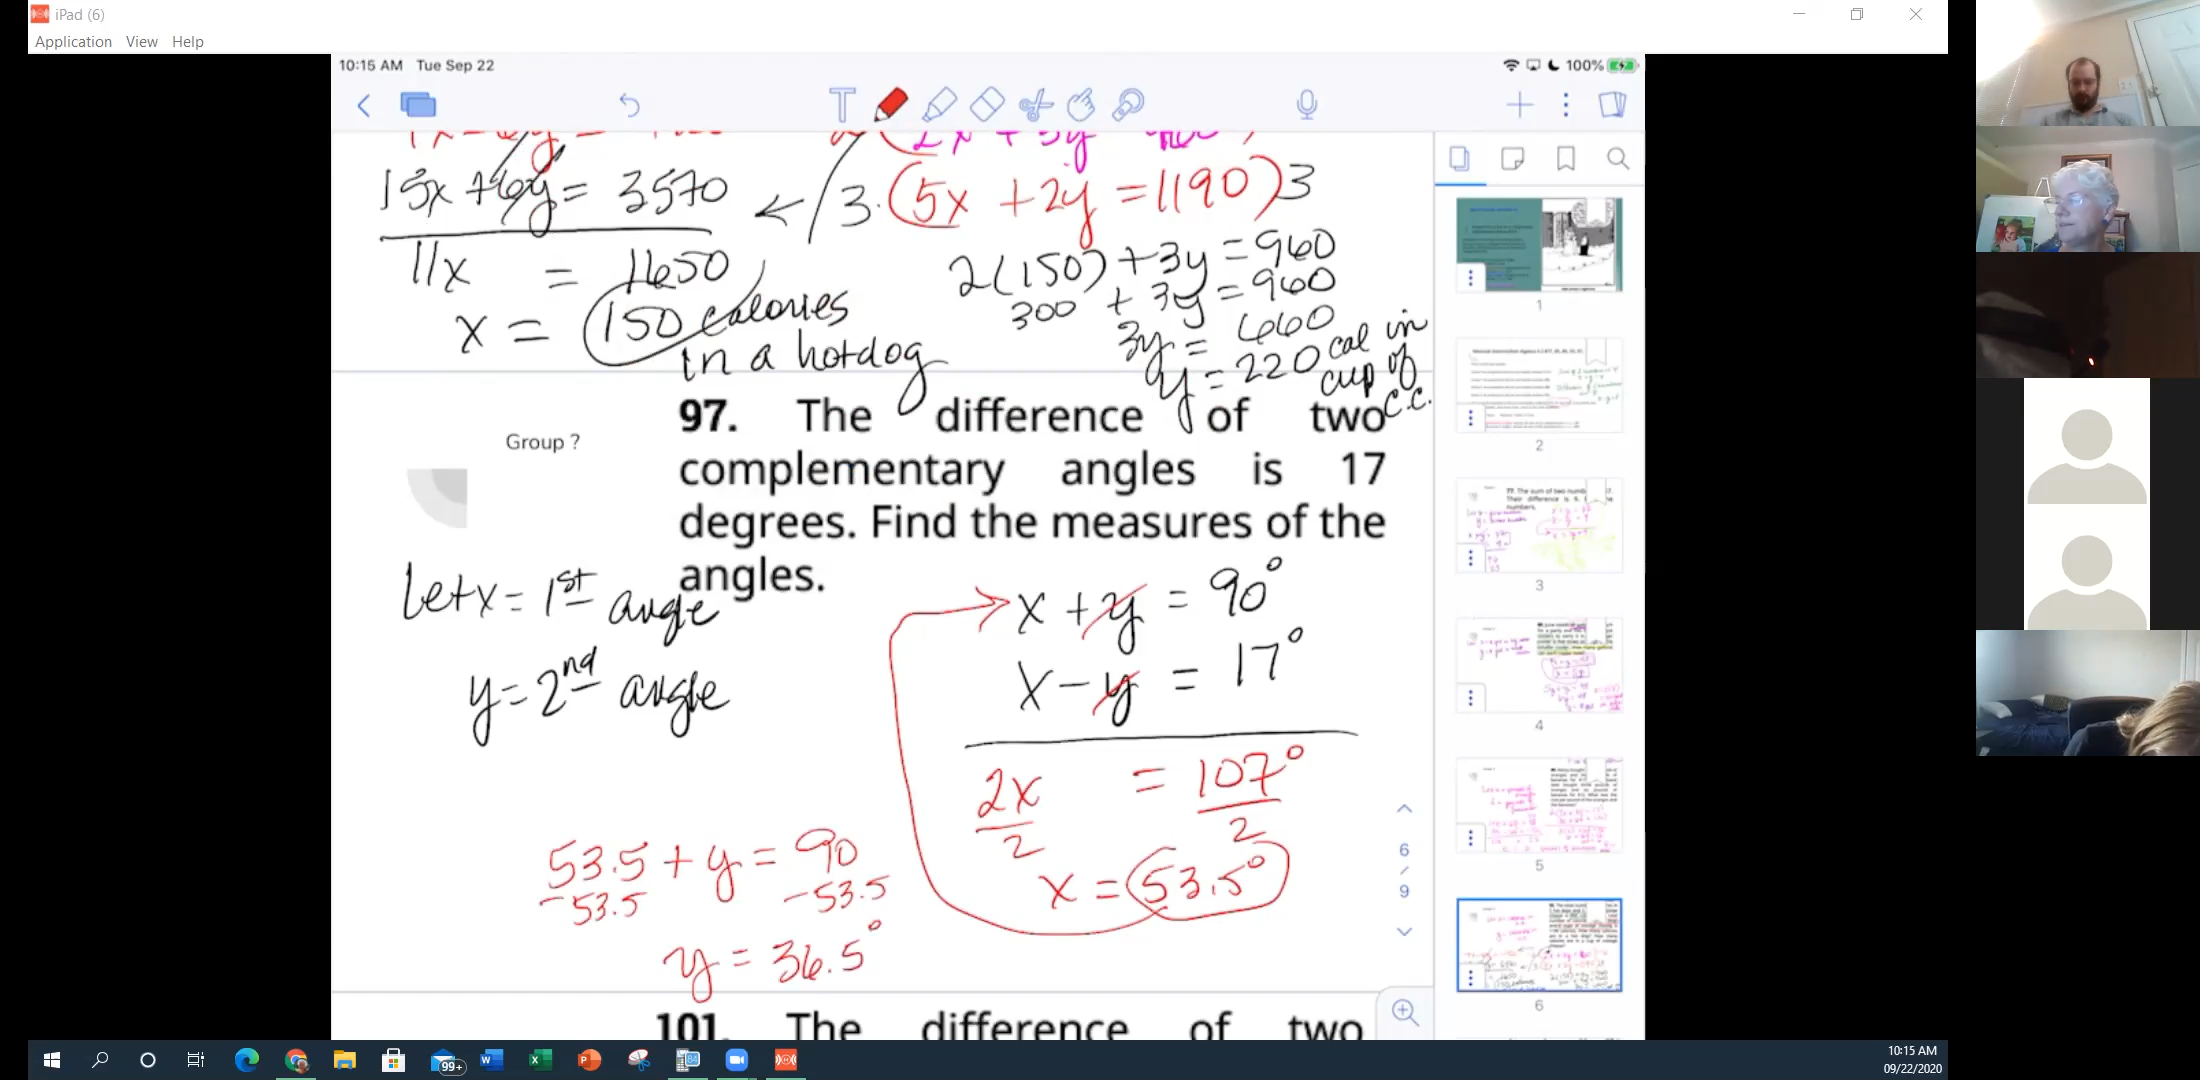 iPad (6)
Application View Help
10:15 AM Tue Sep 22
100%
15x + 6y = 3570 ← 3·(5x + 2y = 1190)3
11x = 1650
x = 150 calories
in a hotdog
2(150) + 3y = 960
300 + 3y = 960
3y = 660
y = 220 cal in
cup of
c.c.
Group ?
97. The difference of two
complementary angles is 17
degrees. Find the measures of the
angles.
Let x = 1st angle
y = 2nd angle
x + y = 90°
x - y = 17°
2x = 107°
2 2
x = 53.5°
53.5 + y = 90
-53.5 -53.5
y = 36.5°
101. The difference of two
6
/
9
1
2
3
4
5
6
99+
10:15 AM
09/22/2020